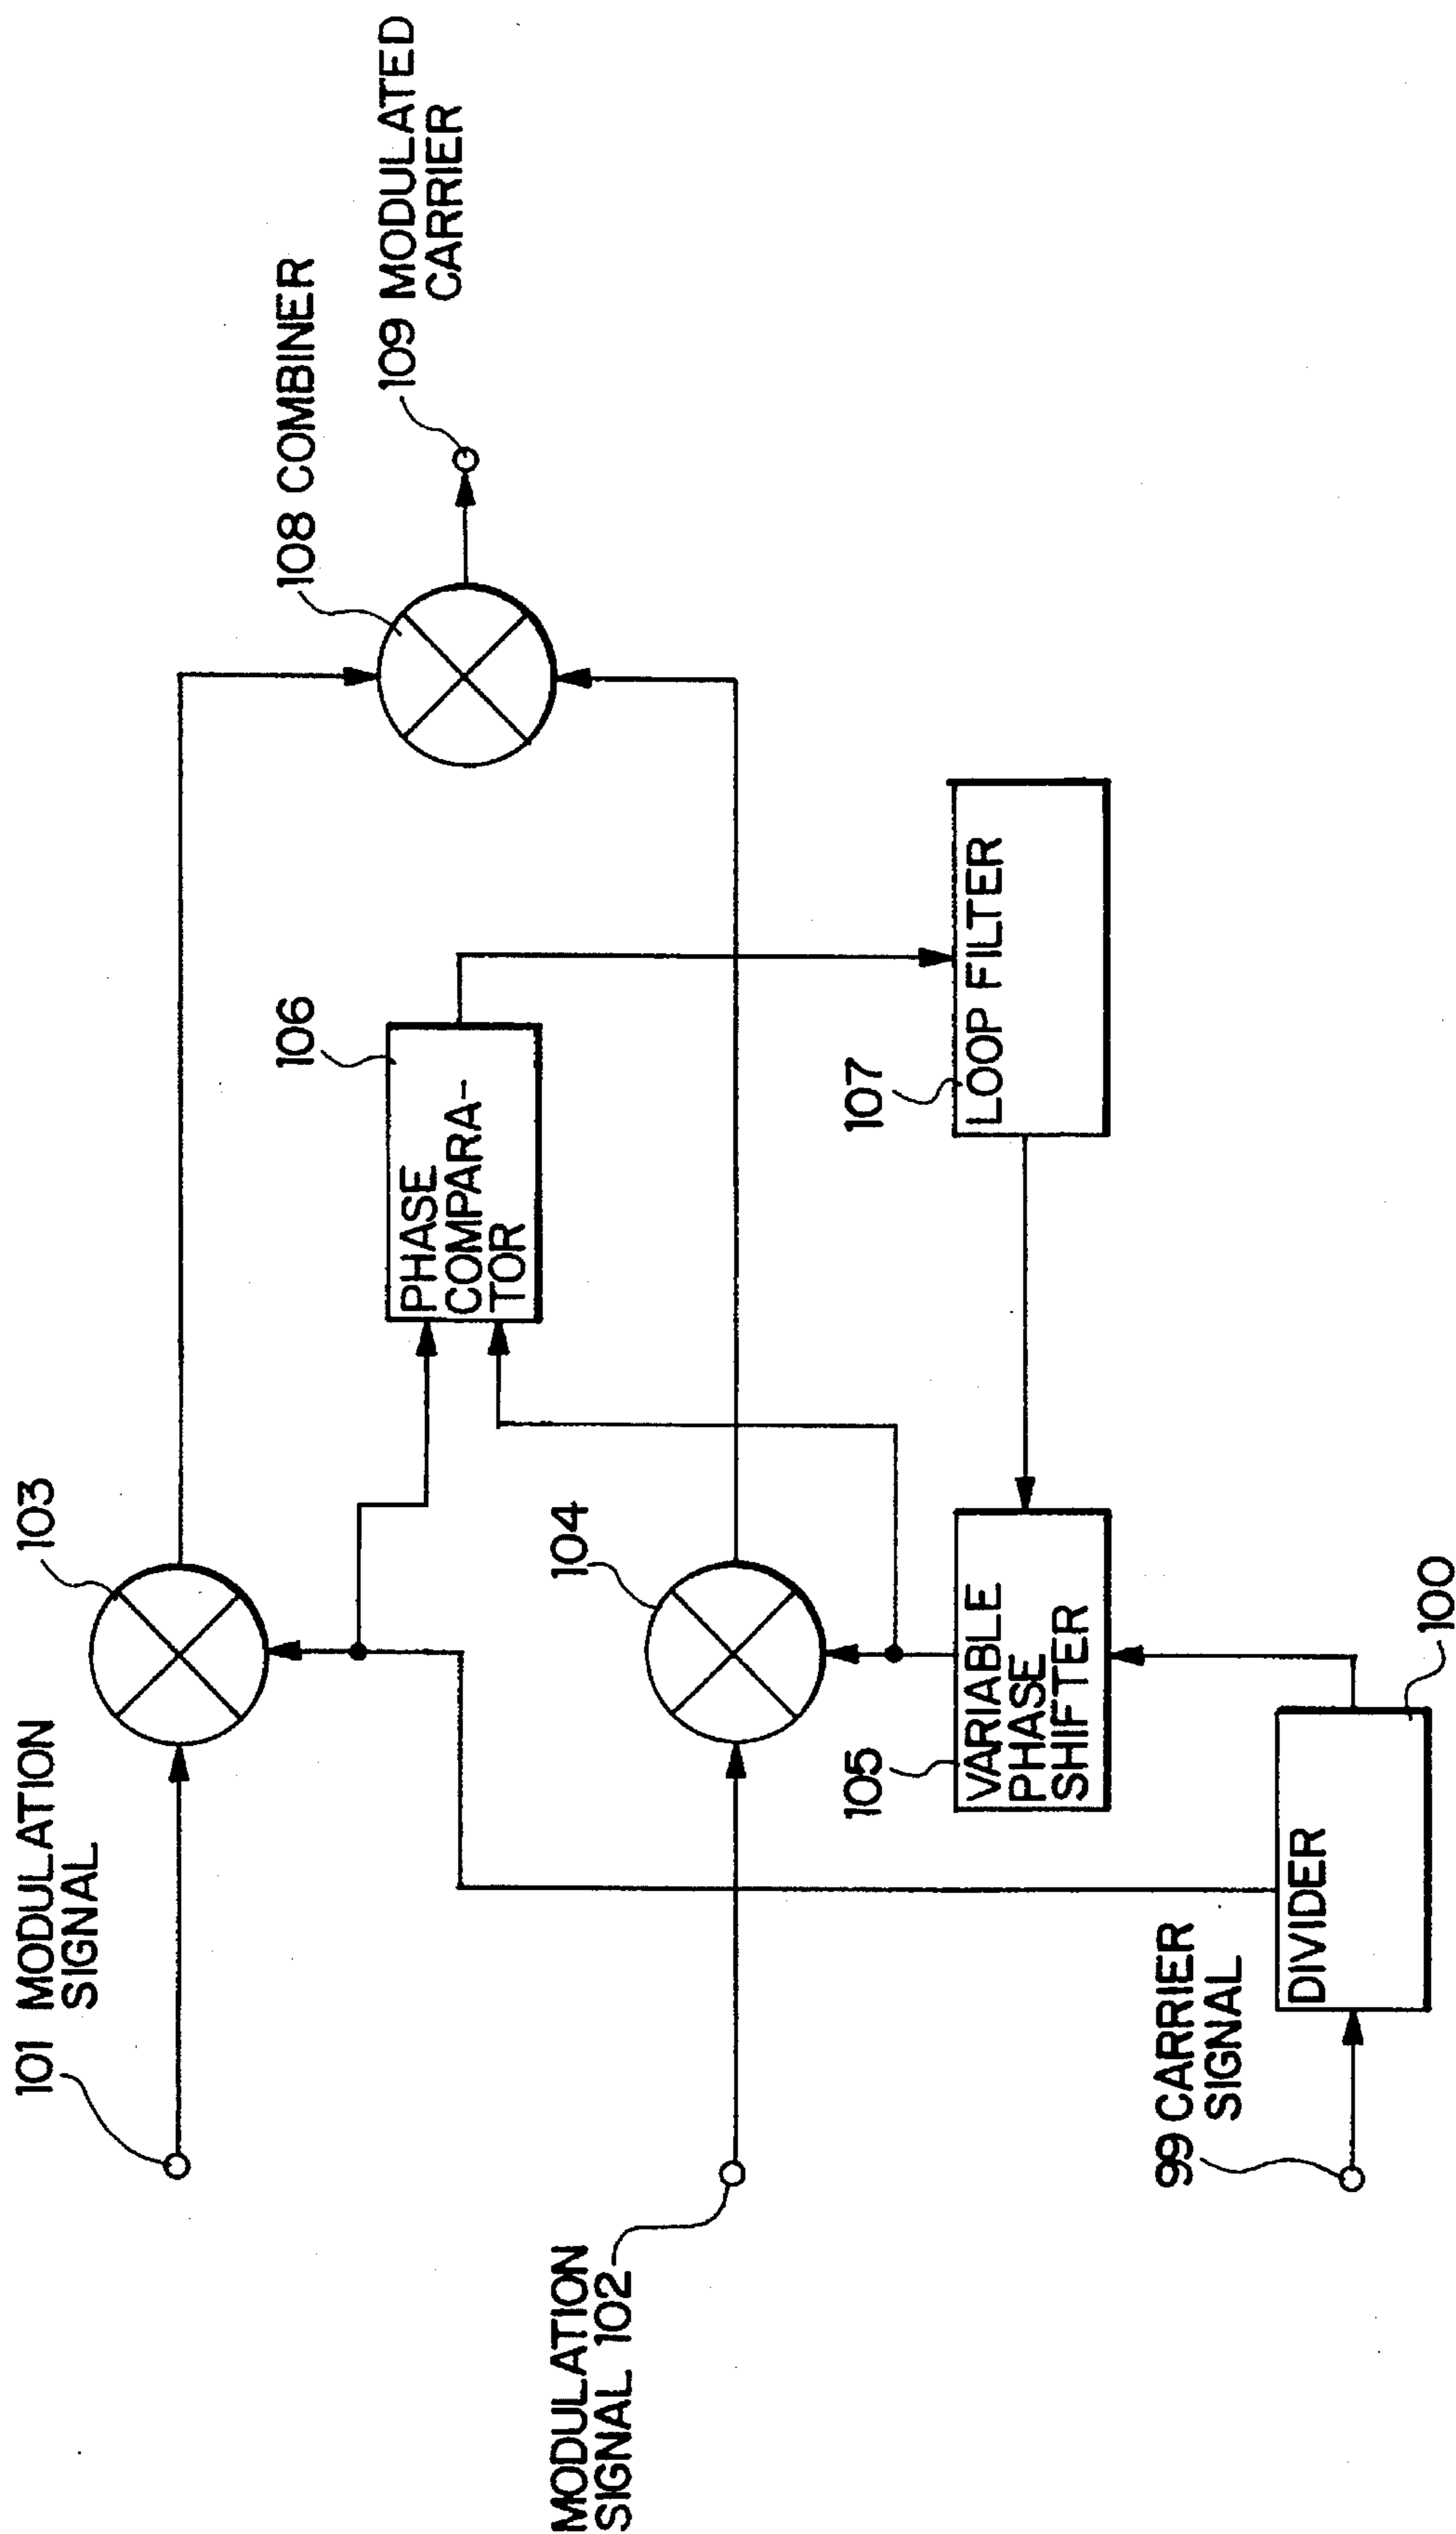 101 MODULATION
SIGNAL
103
108 COMBINER
106
109 MODULATED
CARRIER
PHASE
COMPARA-
TOR
MODULATION
SIGNAL 102
104
105
VARIABLE
PHASE
SHIFTER
107
LOOP FILTER
99 CARRIER
SIGNAL
DIVIDER
100